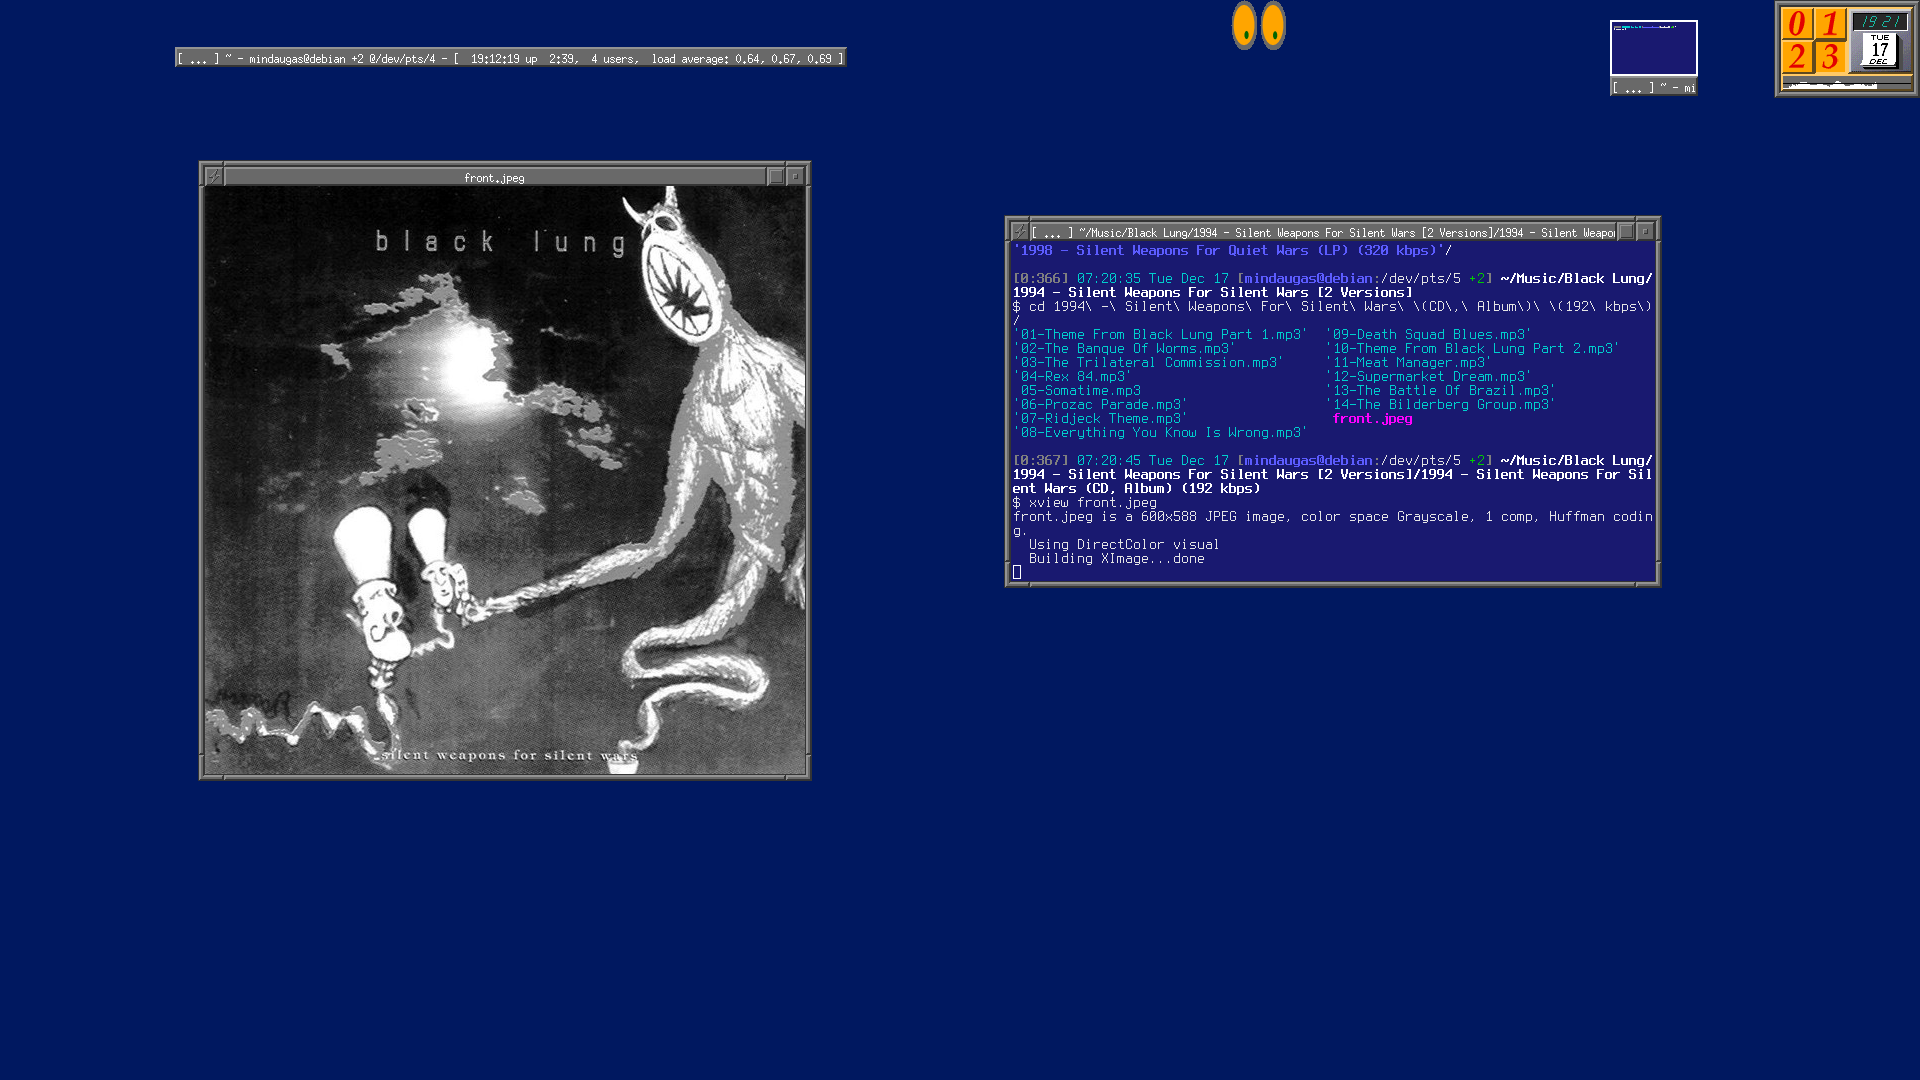 [ ... ] ~ - mindaugas@debian +2 @/dev/pts/4 - [  19:12:19 up  2:39,  4 users,  load average: 0.64, 0.67, 0.69 ]
[ ... ] ~ - mi
0 1
2 3
19 21
TUE
17
DEC
front.jpeg
black lung
silent weapons for silent wars
[ ... ] ~/Music/Black Lung/1994 - Silent Weapons For Silent Wars [2 Versions]/1994 - Silent Weapo
'1998 - Silent Weapons For Quiet Wars (LP) (320 kbps)'/
[0:366] 07:20:35 Tue Dec 17 [mindaugas@debian:/dev/pts/5 +2] ~/Music/Black Lung/
1994 - Silent Weapons For Silent Wars [2 Versions]
$ cd 1994\ -\ Silent\ Weapons\ For\ Silent\ Wars\ \(CD\,\ Album\)\ \(192\ kbps\)
/
'01-Theme From Black Lung Part 1.mp3'  '09-Death Squad Blues.mp3'
'02-The Banque Of Worms.mp3'  '10-Theme From Black Lung Part 2.mp3'
'03-The Trilateral Commission.mp3'  '11-Meat Manager.mp3'
'04-Rex 84.mp3'  '12-Supermarket Dream.mp3'
05-Somatime.mp3  '13-The Battle Of Brazil.mp3'
'06-Prozac Parade.mp3'  '14-The Bilderberg Group.mp3'
'07-Ridjeck Theme.mp3'  front.jpeg
'08-Everything You Know Is Wrong.mp3'
[0:367] 07:20:45 Tue Dec 17 [mindaugas@debian:/dev/pts/5 +2] ~/Music/Black Lung/
1994 - Silent Weapons For Silent Wars [2 Versions]/1994 - Silent Weapons For Sil
ent Wars (CD, Album) (192 kbps)
$ xview front.jpeg
front.jpeg is a 600x588 JPEG image, color space Grayscale, 1 comp, Huffman codin
g.
Using DirectColor visual
Building XImage...done